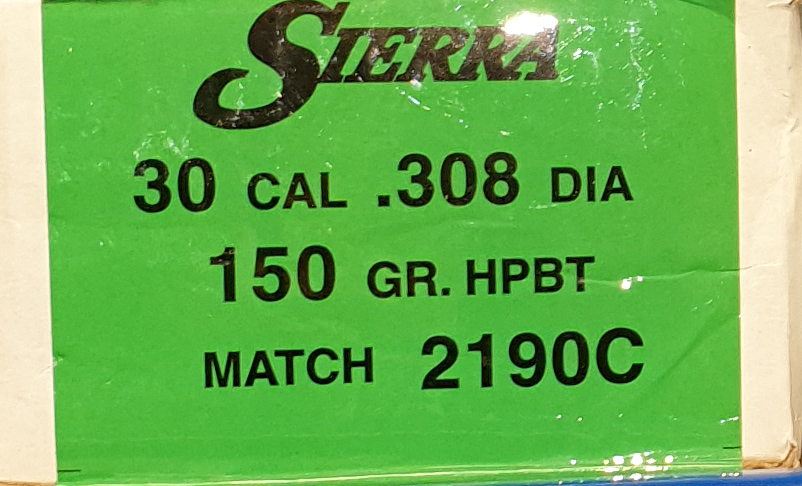 SIERRA
30 CAL .308 DIA
150 GR. HPBT
MATCH 2190C